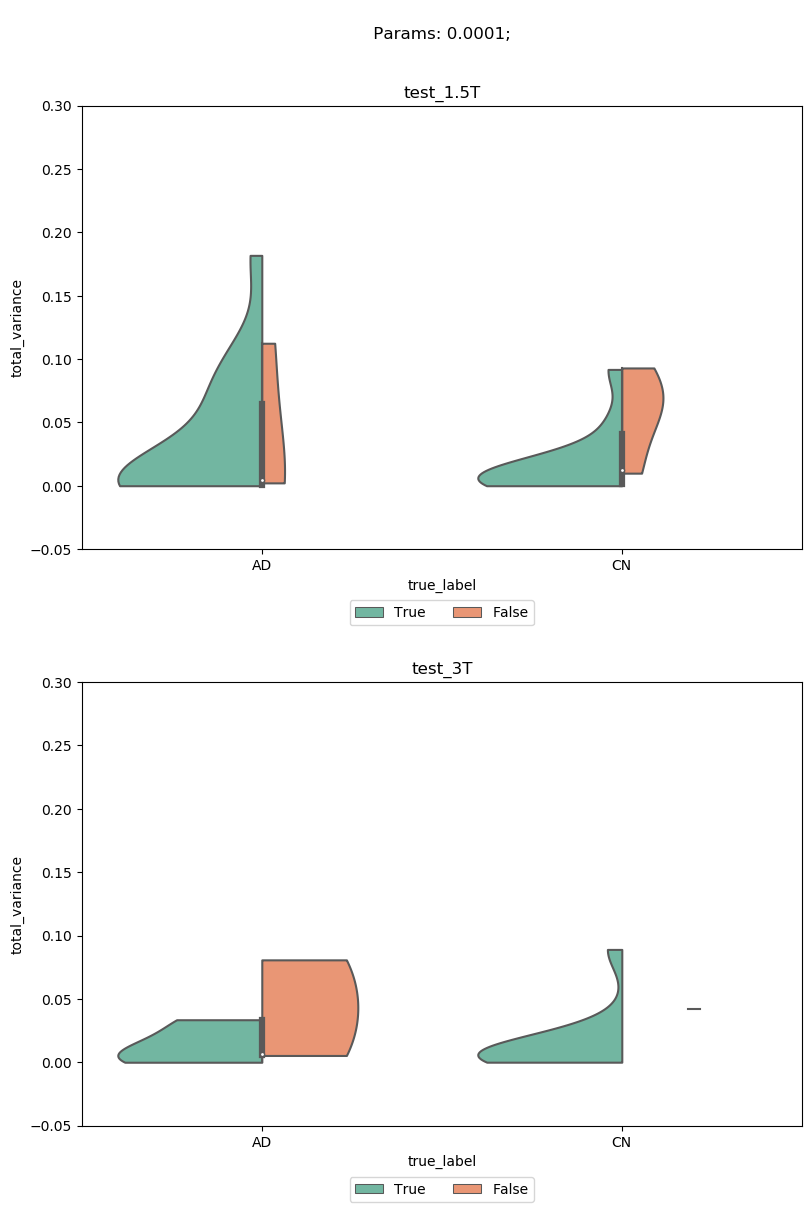 Params: 0.0001;
test_1.5T
0.30
0.25
0.20
0.15
0.10
0.05
0.00
−0.05
total_variance
AD CN
true_label
True False
test_3T
0.30
0.25
0.20
0.15
0.10
0.05
0.00
−0.05
total_variance
AD CN
true_label
True False